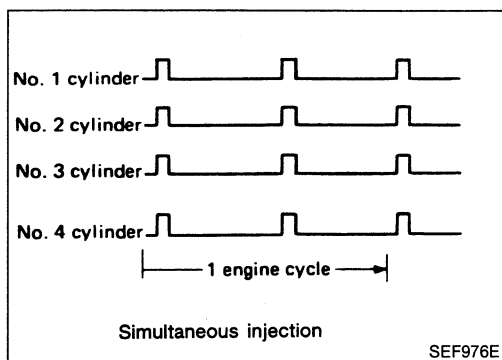 No. 1 cylinder
No. 2 cylinder
No. 3 cylinder
No. 4 cylinder
1 engine cycle
Simultaneous injection
SEF976E